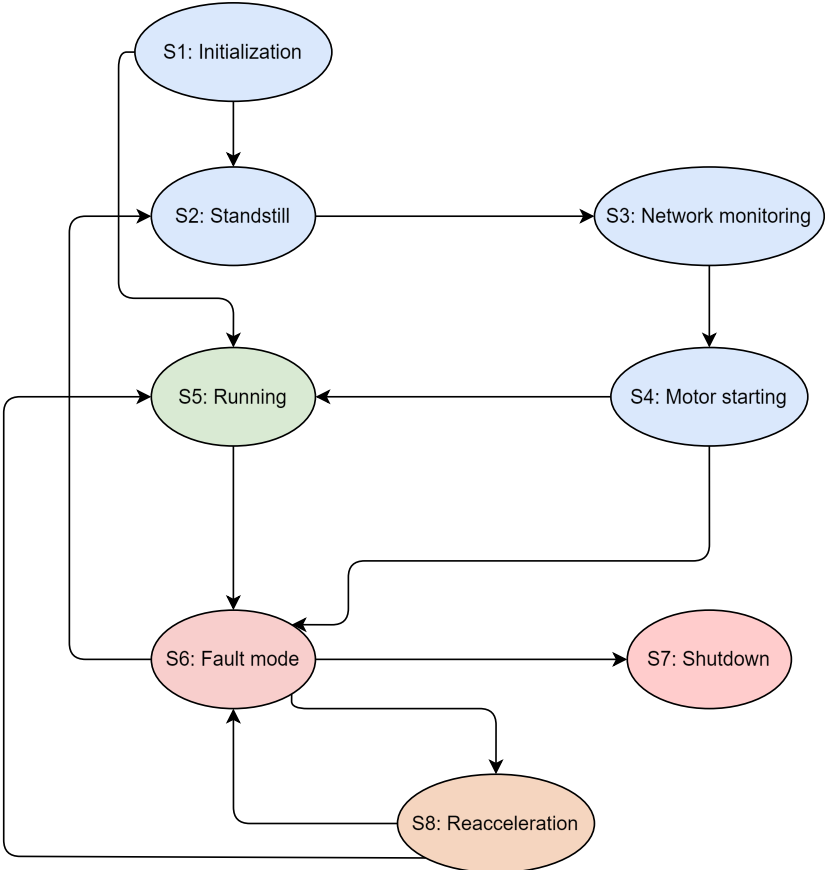 S1: Initialization
S2: Standstill
S3: Network monitoring
S5: Running
S4: Motor starting
S6: Fault mode
S7: Shutdown
S8: Reacceleration